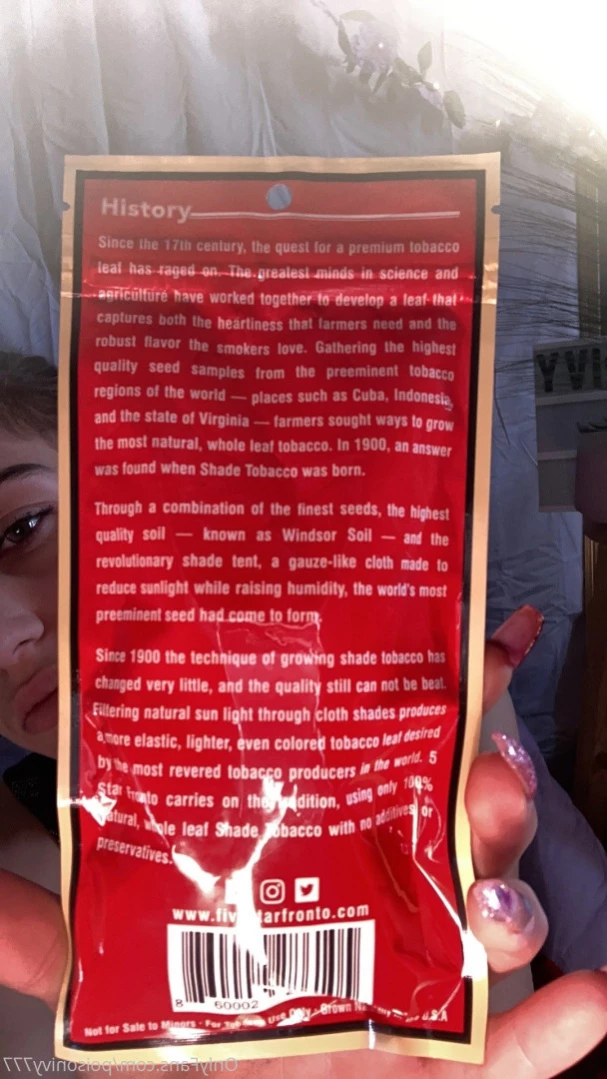 History
Since the 17th century, the quest for a premium tobacco
leaf has raged on. The greatest minds in science and
agriculture have worked together to develop a leaf that
captures both the heartiness that farmers need and the
robust flavor the smokers love. Gathering the highest
quality seed samples from the preeminent tobacco
regions of the world — places such as Cuba, Indonesia,
and the state of Virginia — farmers sought ways to grow
the most natural, whole leaf tobacco. In 1900, an answer
was found when Shade Tobacco was born.
Through a combination of the finest seeds, the highest
quality soil — known as Windsor Soil — and the
revolutionary shade tent, a gauze-like cloth made to
reduce sunlight while raising humidity, the world's most
preeminent seed had come to form.
Since 1900 the technique of growing shade tobacco has
changed very little, and the quality still can not be beat.
Filtering natural sun light through cloth shades produces
a more elastic, lighter, even colored tobacco leaf desired
by the most revered tobacco producers in the world. 5
Star Fronto carries on the tradition, using only 100%
natural, whole leaf Shade Tobacco with no additives or
preservatives.
www.fivestarfronto.com
8 60002
Not for Sale to Minors · For Use Only · Grown U.S.A
YVI
OnlyFans.com/poisonivy777